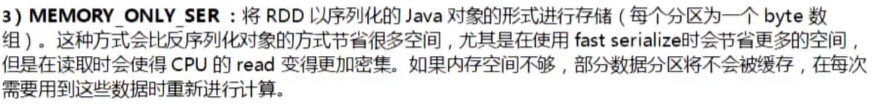 3）MEMORY_ONLY_SER ：将 RDD 以序列化的 Java 对象的形式进行存储（每个分区为一个 byte 数
组）。这种方式会比反序列化对象的方式节省很多空间，尤其是在使用 fast serialize时会节省更多的空间，
但是在读取时会使得 CPU 的 read 变得更加密集。如果内存空间不够，部分数据分区将不会被缓存，在每次
需要用到这些数据时重新进行计算。